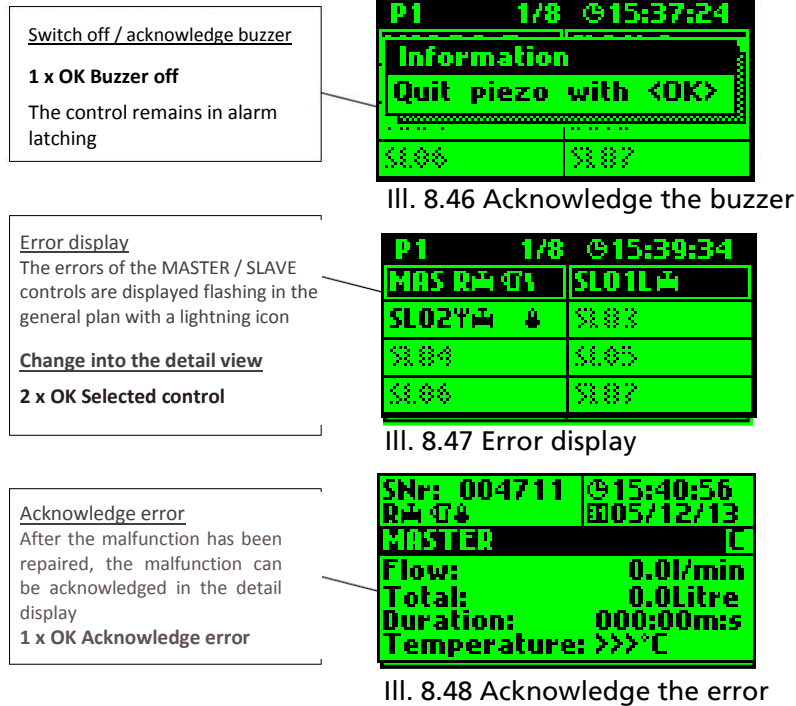 Switch off / acknowledge buzzer
1 x OK Buzzer off
The control remains in alarm
latching
P1 1/8 15:37:24
Information
Quit piezo with <OK>
SL06 SL07
Ill. 8.46 Acknowledge the buzzer
Error display
The errors of the MASTER / SLAVE
controls are displayed flashing in the
general plan with a lightning icon
Change into the detail view
2 x OK Selected control
P1 1/8 15:39:34
MAS R SL01L
SL02 SL03
SL04 SL05
SL06 SL07
Ill. 8.47 Error display
Acknowledge error
After the malfunction has been
repaired, the malfunction can
be acknowledged in the detail
display
1 x OK Acknowledge error
SNr: 004711 15:40:56
R 05/12/13
MASTER C
Flow: 0.0l/min
Total: 0.0Litre
Duration: 000:00m:s
Temperature: >>>°C
Ill. 8.48 Acknowledge the error